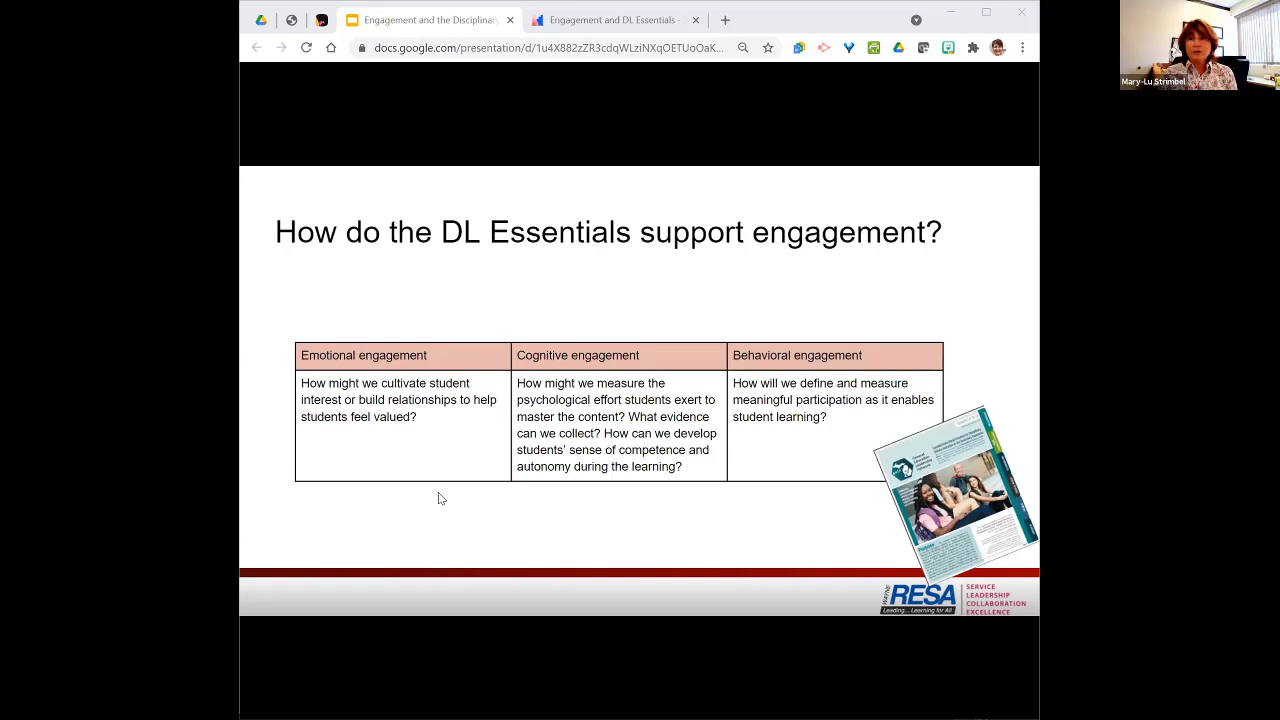 Engagement and the Disciplinar
Engagement and DL Essentials -
docs.google.com/presentation/d/1u4X882zZR3cdqWLziNXqOETUoOaK...
Mary-Lu Strimbel
How do the DL Essentials support engagement?
Emotional engagement
Cognitive engagement
Behavioral engagement
How might we cultivate student
interest or build relationships to help
students feel valued?
How might we measure the
psychological effort students exert to
master the content? What evidence
can we collect? How can we develop
students' sense of competence and
autonomy during the learning?
How will we define and measure
meaningful participation as it enables
student learning?
Purpose
WAYNE
RESA
Leading... Learning for All
SERVICE
LEADERSHIP
COLLABORATION
EXCELLENCE